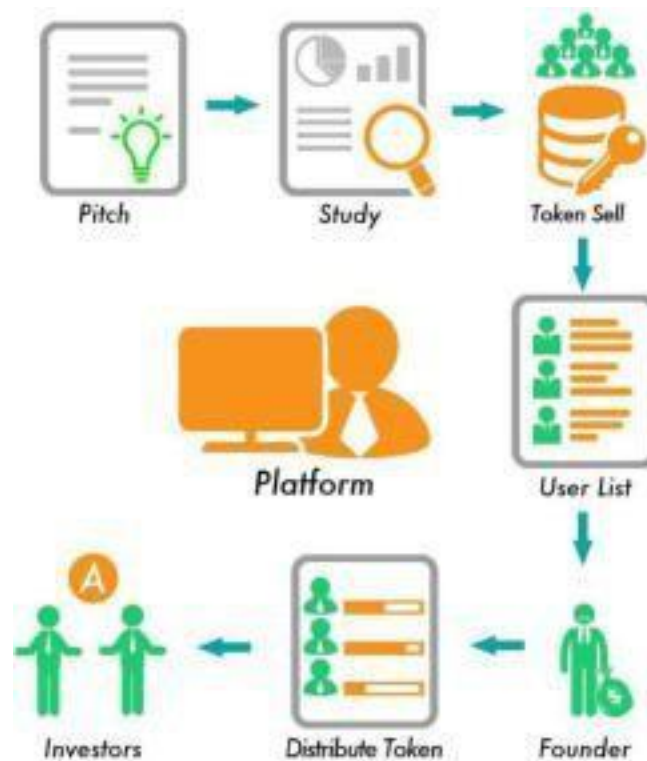 Pitch
Study
Token Sell
Platform
User List
A
Investors
Distribute Token
Founder